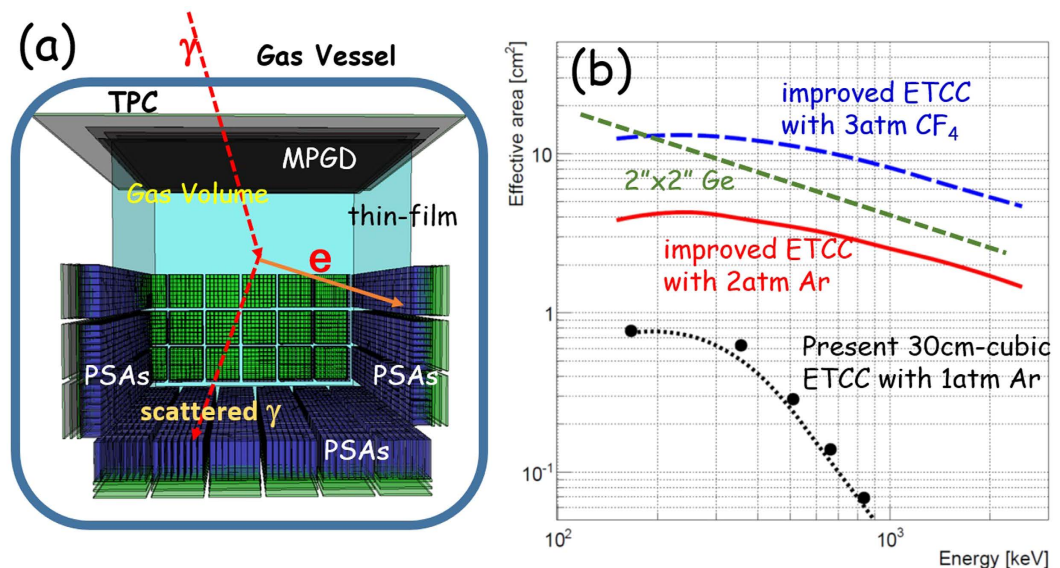 (a)
γ
Gas Vessel
TPC
MPGD
Gas Volume
thin-film
e
PSAs
PSAs
scattered γ
PSAs
(b)
Effective area [cm²]
improved ETCC
with 3atm CF₄
2"x2" Ge
improved ETCC
with 2atm Ar
Present 30cm-cubic
ETCC with 1atm Ar
10
1
10⁻¹
10²
10³
Energy [keV]